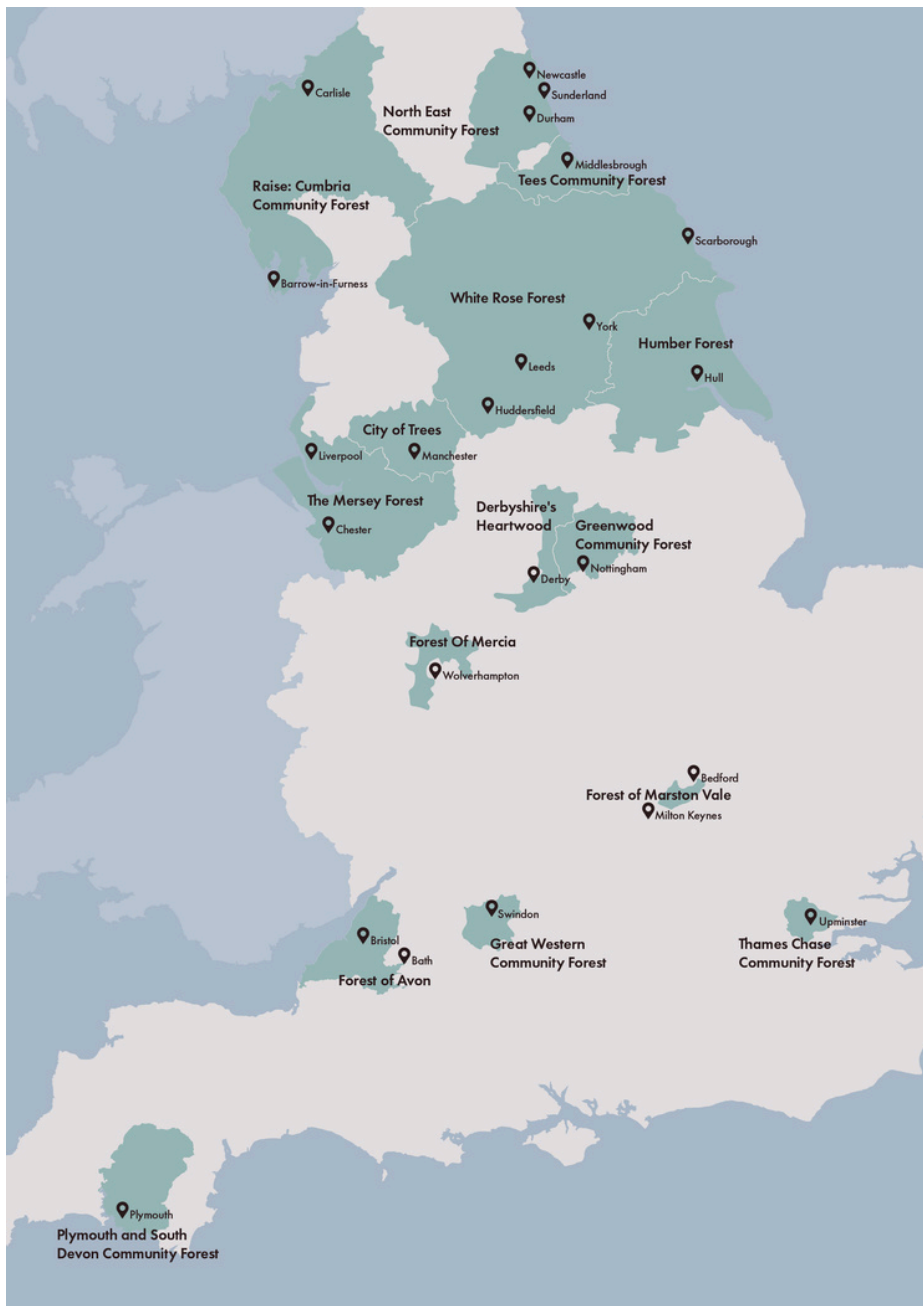 Newcastle
Carlisle
Sunderland
North East
Community Forest
Durham
Middlesbrough
Tees Community Forest
Raise: Cumbria
Community Forest
Scarborough
Barrow-in-Furness
White Rose Forest
York
Humber Forest
Leeds
Hull
Huddersfield
City of Trees
Liverpool
Manchester
The Mersey Forest
Chester
Derbyshire's
Heartwood
Greenwood
Community Forest
Nottingham
Derby
Forest Of Mercia
Wolverhampton
Bedford
Forest of Marston Vale
Milton Keynes
Swindon
Great Western
Community Forest
Upminster
Thames Chase
Community Forest
Bristol
Bath
Forest of Avon
Plymouth
Plymouth and South
Devon Community Forest